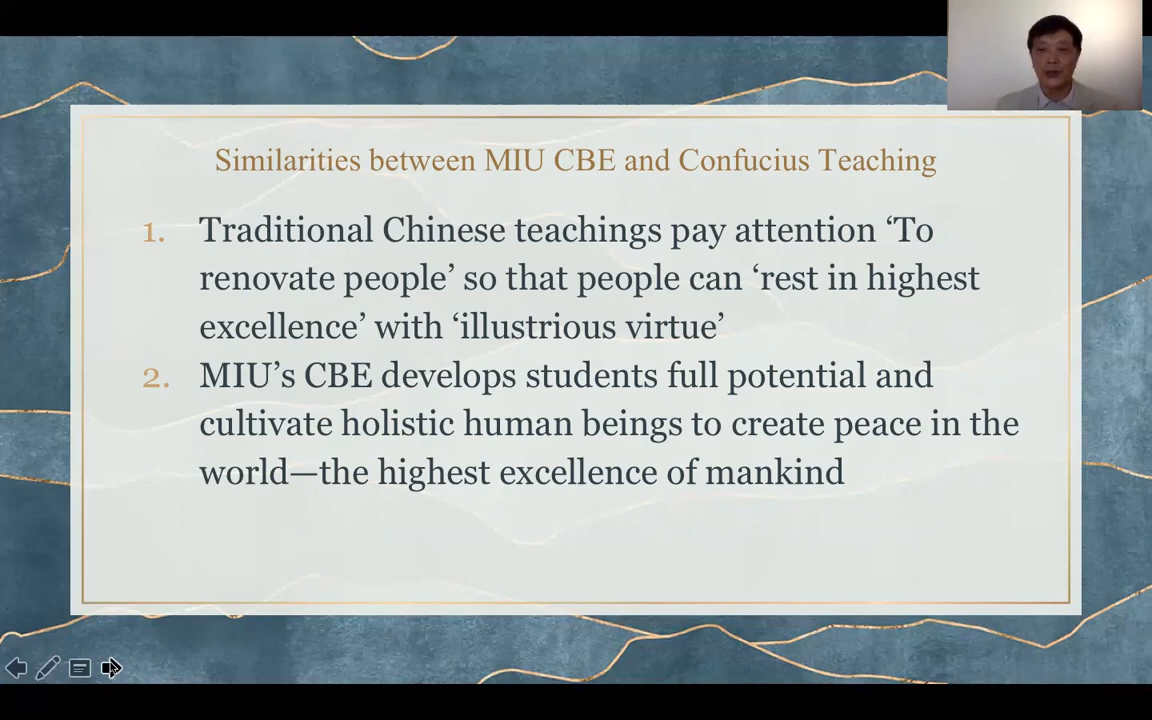 Similarities between MIU CBE and Confucius Teaching
1. Traditional Chinese teachings pay attention ‘To
renovate people’ so that people can ‘rest in highest
excellence’ with ‘illustrious virtue’
2. MIU’s CBE develops students full potential and
cultivate holistic human beings to create peace in the
world—the highest excellence of mankind